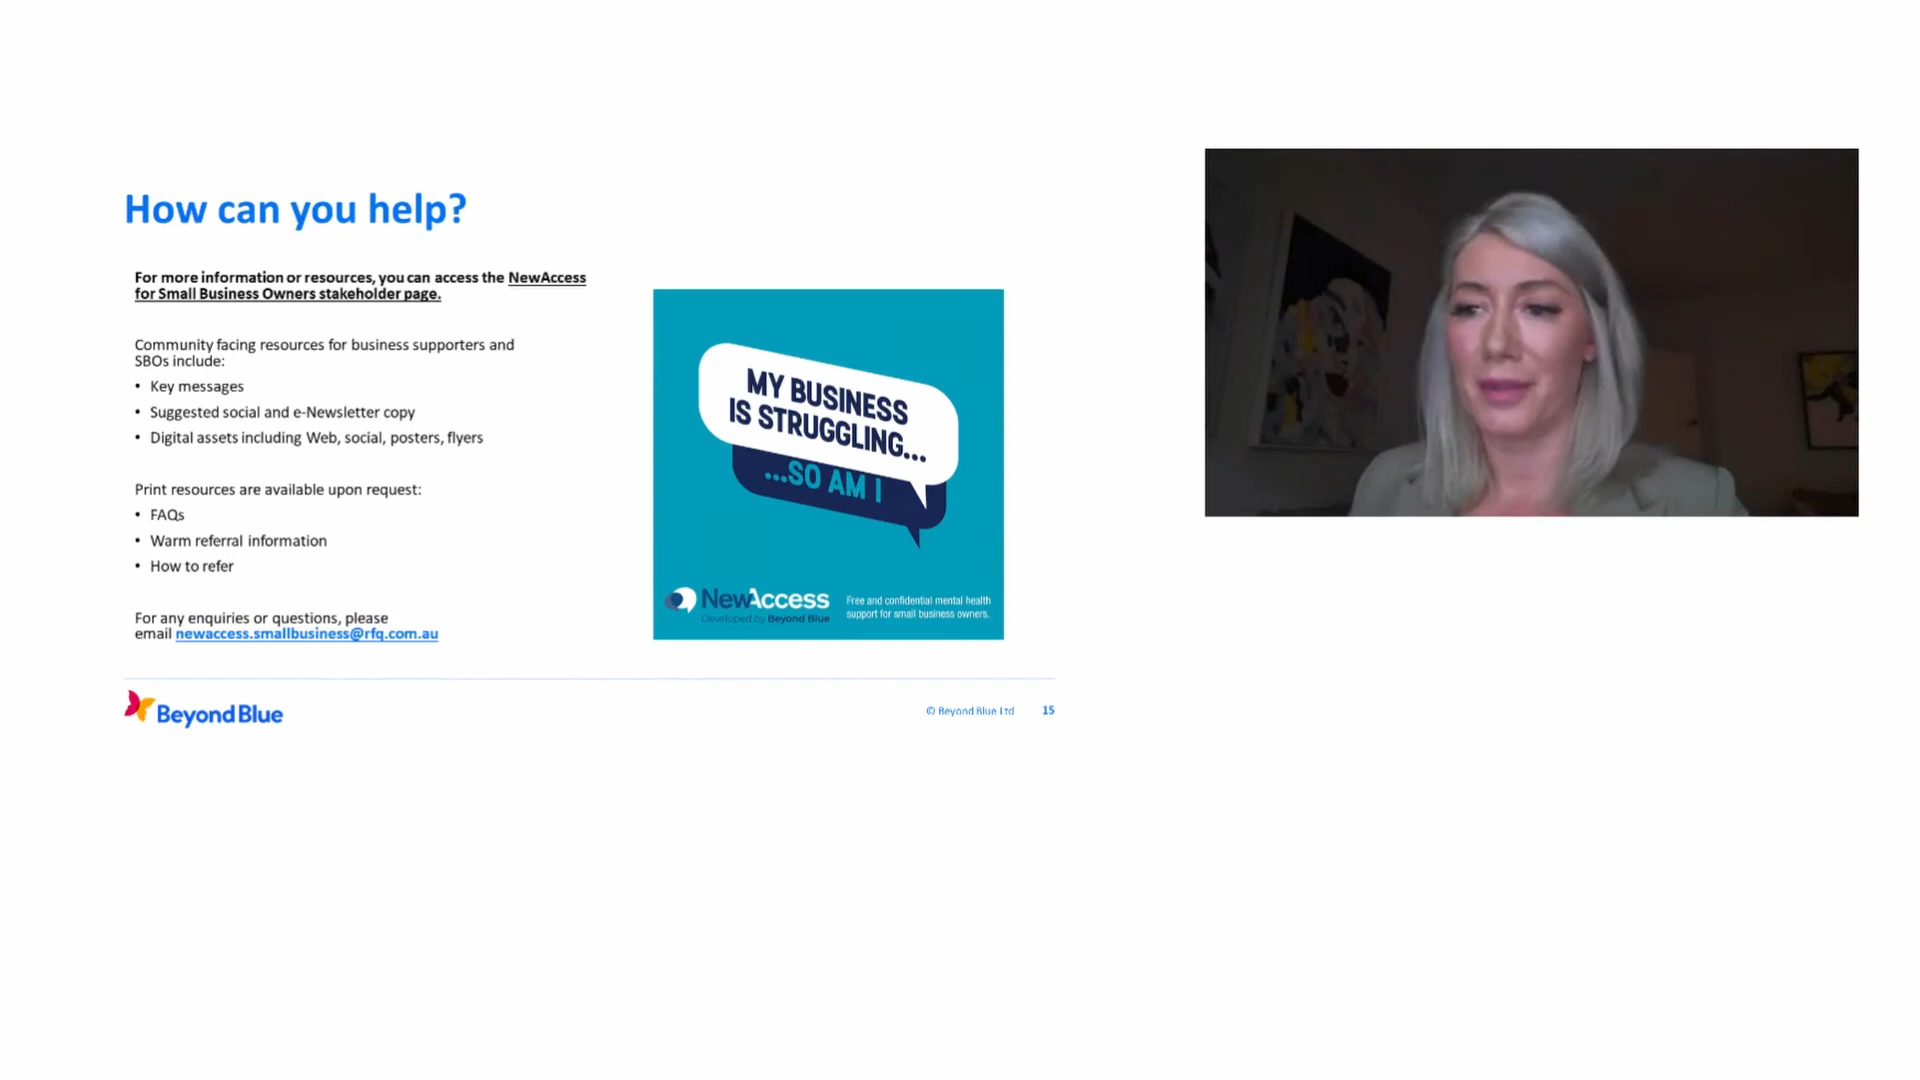 How can you help?
For more information or resources, you can access the NewAccess
for Small Business Owners stakeholder page.
Community facing resources for business supporters and
SBOs include:
• Key messages
• Suggested social and e-Newsletter copy
• Digital assets including Web, social, posters, flyers
Print resources are available upon request:
• FAQs
• Warm referral information
• How to refer
For any enquiries or questions, please
email newaccess.smallbusiness@rfq.com.au
MY BUSINESS
IS STRUGGLING...
...SO AM I
NewAccess
Developed by Beyond Blue
Free and confidential mental health
support for small business owners.
Beyond Blue
© Beyond Blue Ltd
15